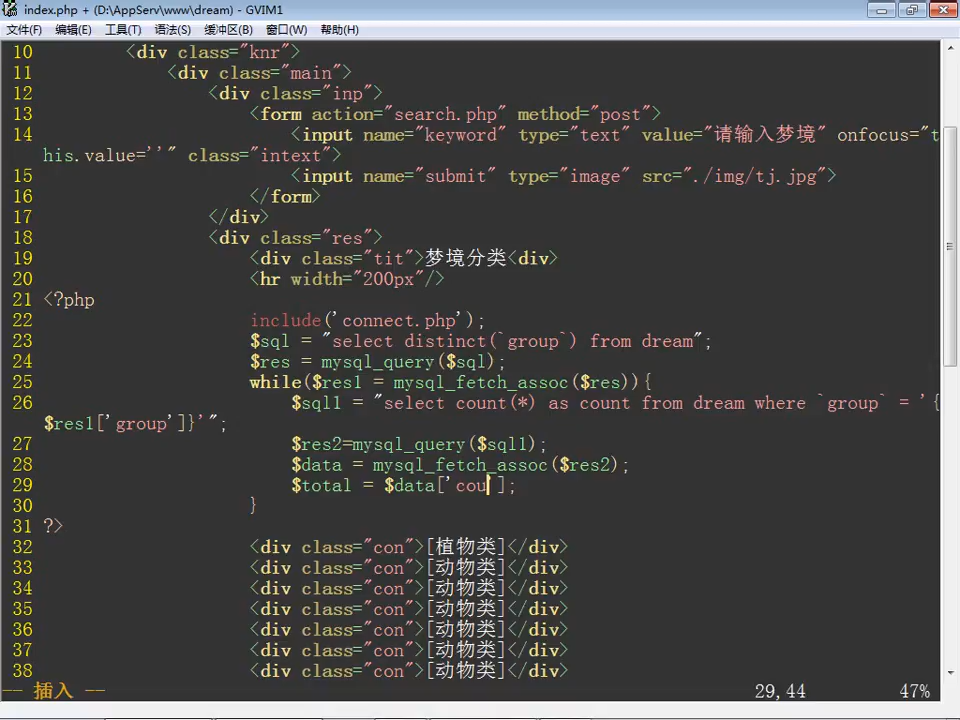 index.php + (D:\AppServ\www\dream) - GVIM1
文件(F) 编辑(E) 工具(T) 语法(S) 缓冲区(B) 窗口(W) 帮助(H)
10 <div class="knr">
11 <div class="main">
12 <div class="inp">
13 <form action="search.php" method="post">
14 <input name="keyword" type="text" value="请输入梦境" onfocus="t
his.value=''" class="intext">
15 <input name="submit" type="image" src="./img/tj.jpg">
16 </form>
17 </div>
18 <div class="res">
19 <div class="tit">梦境分类<div>
20 <hr width="200px"/>
21 <?php
22 include('connect.php');
23 $sql = "select distinct(`group`) from dream";
24 $res = mysql_query($sql);
25 while($res1 = mysql_fetch_assoc($res)){
26 $sql1 = "select count(*) as count from dream where `group` = '{
$res1['group']}'";
27 $res2=mysql_query($sql1);
28 $data = mysql_fetch_assoc($res2);
29 $total = $data['cou'];
30 }
31 ?>
32 <div class="con">[植物类]</div>
33 <div class="con">[动物类]</div>
34 <div class="con">[动物类]</div>
35 <div class="con">[动物类]</div>
36 <div class="con">[动物类]</div>
37 <div class="con">[动物类]</div>
38 <div class="con">[动物类]</div>
-- 插入 -- 29,44 47%